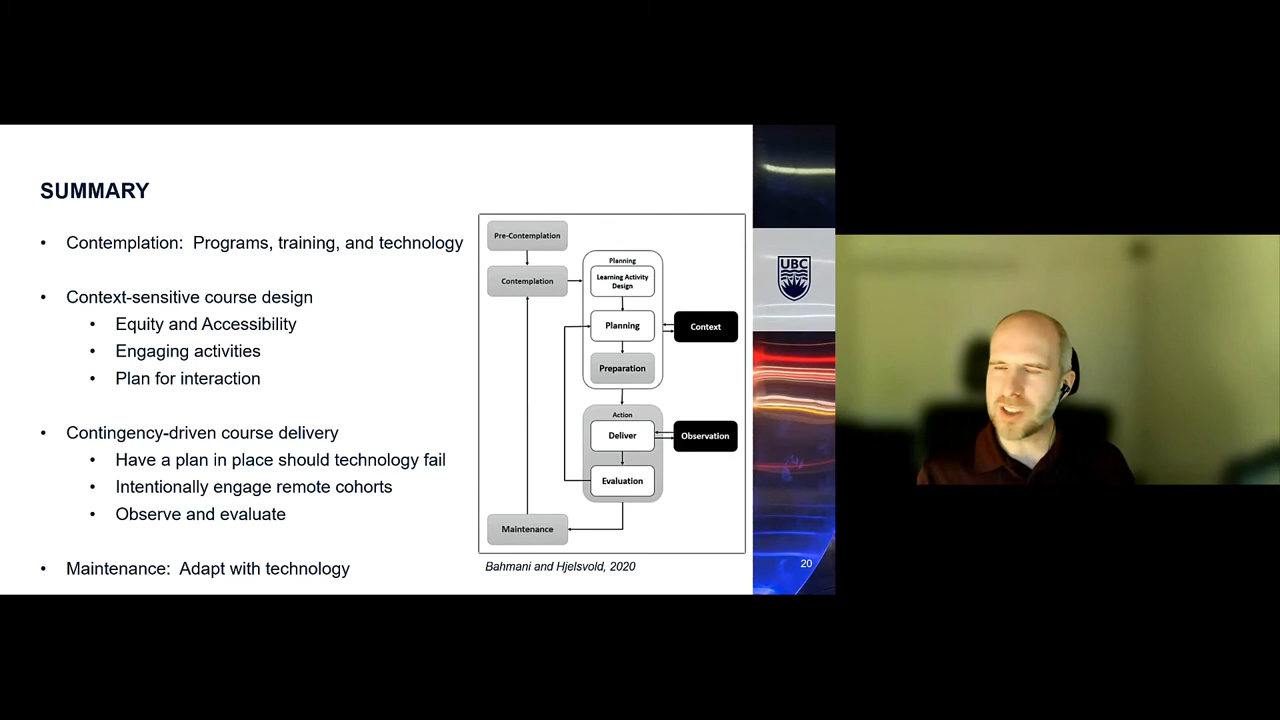 SUMMARY
• Contemplation: Programs, training, and technology
• Context-sensitive course design
• Equity and Accessibility
• Engaging activities
• Plan for interaction
• Contingency-driven course delivery
• Have a plan in place should technology fail
• Intentionally engage remote cohorts
• Observe and evaluate
• Maintenance: Adapt with technology
Pre-Contemplation
Contemplation
Planning
Learning Activity
Design
Planning
Context
Preparation
Action
Deliver
Observation
Evaluation
Maintenance
Bahmani and Hjelsvold, 2020
UBC
20